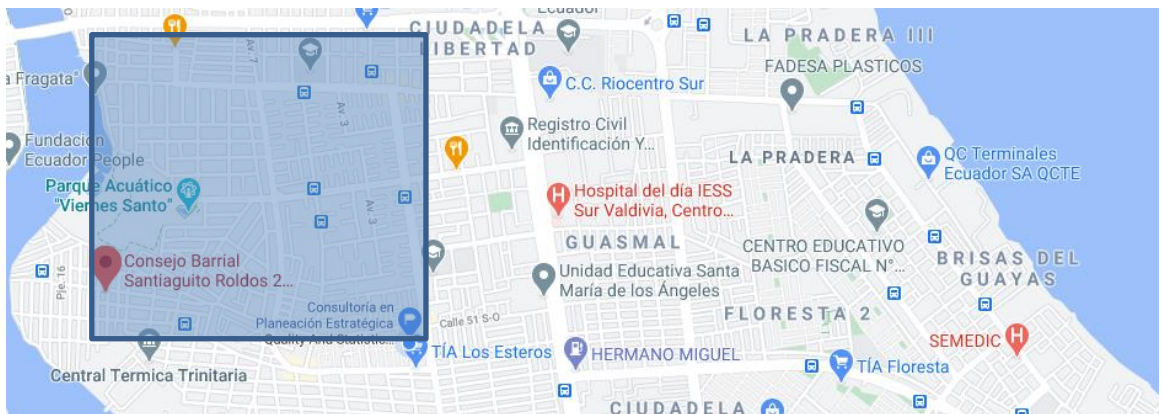 Ecuador
CIUDADELA
LIBERTAD
LA PRADERA III
FADESA PLASTICOS
Av. 7
a Fragata"
C.C. Riocentro Sur
Av. 3
Registro Civil
Identificación Y...
Fundación
Ecuador People
LA PRADERA
QC Terminales
Ecuador SA QCTE
Parque Acuático
"Viernes Santo"
Hospital del día IESS
Sur Valdivia, Centro...
Av. 3
GUASMAL
CENTRO EDUCATIVO
BASICO FISCAL N°...
BRISAS DEL
GUAYAS
Pje. 16
Consejo Barrial
Santiaguito Roldos 2...
Unidad Educativa Santa
María de los Ángeles
Consultoría en
Planeación Estratégica
Quality And Statistic...
Calle 51 S-O
FLORESTA 2
SEMEDIC
TÍA Los Esteros
HERMANO MIGUEL
TÍA Floresta
Central Termica Trinitaria
CIUDADELA